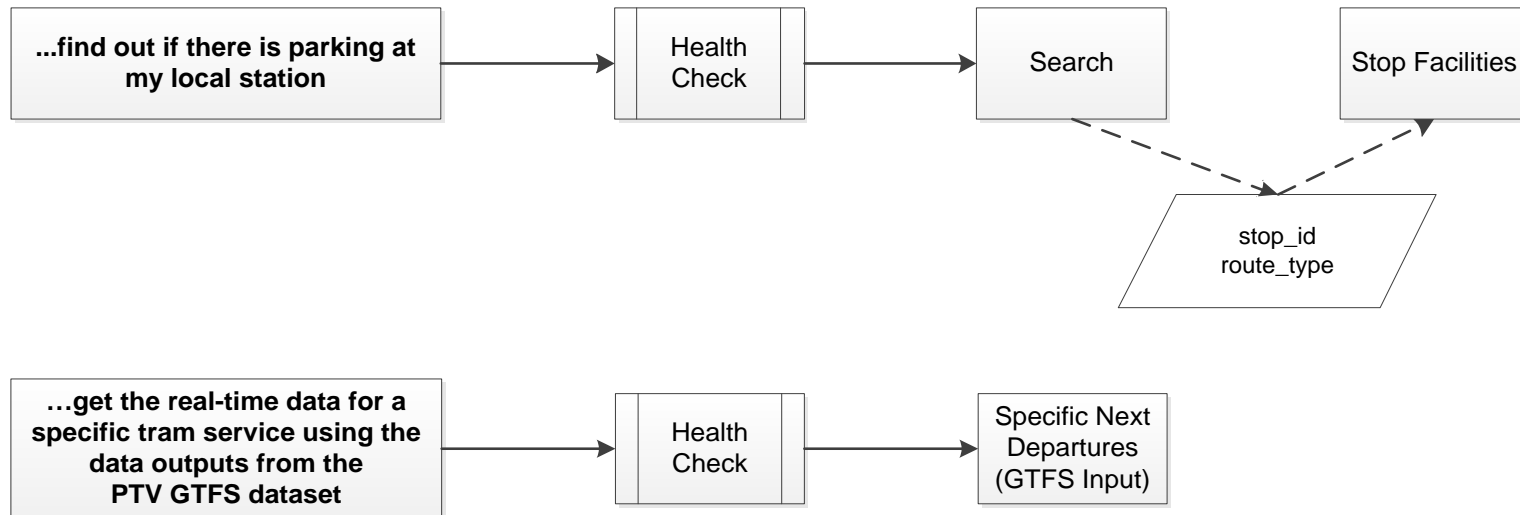 ...find out if there is parking at
my local station
Health
Check
Search
Stop Facilities
stop_id
route_type
…get the real-time data for a
specific tram service using the
data outputs from the
PTV GTFS dataset
Health
Check
Specific Next
Departures
(GTFS Input)